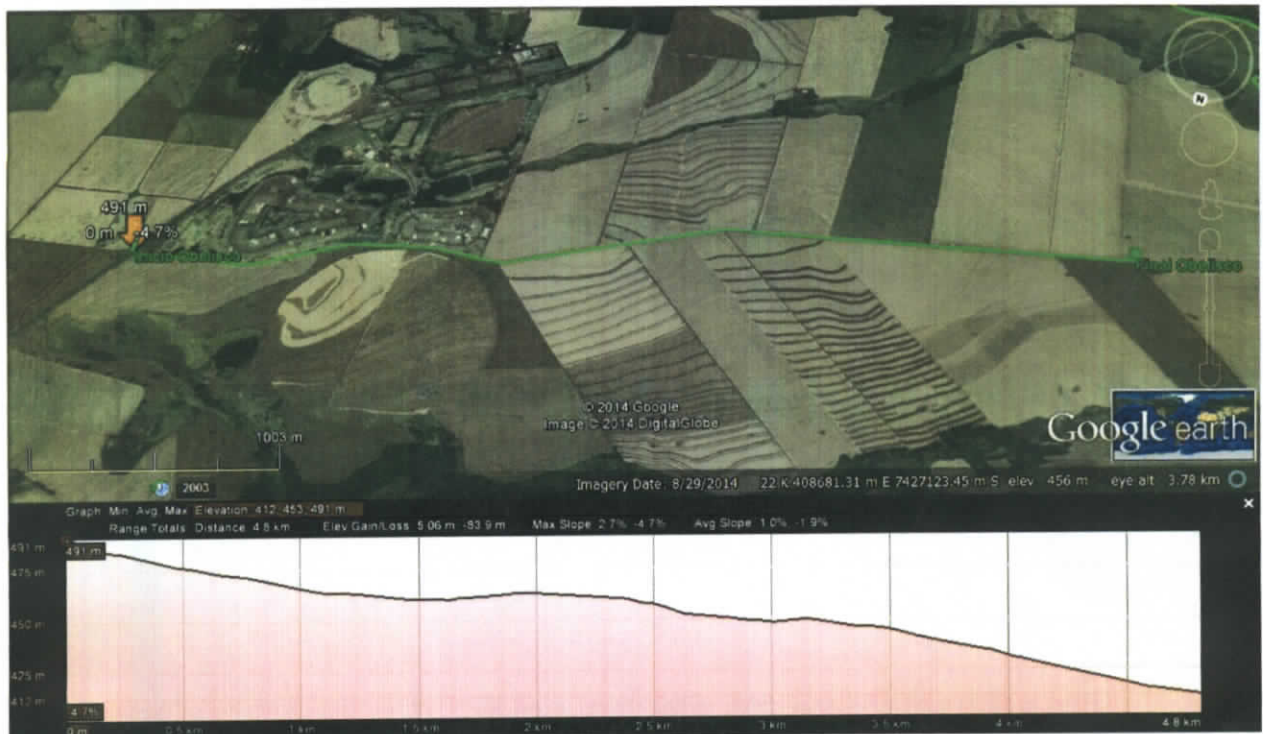 N
491 m
0 m -4.7%
Início Obelisco
Final Obelisco
© 2014 Google
Image © 2014 DigitalGlobe
Google earth
1003 m
2003
Imagery Date: 8/29/2014 22 K 408681.31 m E 7427123.45 m S elev 456 m eye alt 3.78 km
Graph: Min, Avg, Max Elevation: 412, 453, 491 m
Range Totals: Distance: 4.8 km Elev Gain/Loss: 5.06 m, -83.9 m Max Slope: 2.7%, -4.7% Avg Slope: 1.0%, -1.9%
491 m
491 m
475 m
450 m
425 m
412 m
4.7%
0 m 0.5 km 1 km 1.5 km 2 km 2.5 km 3 km 3.5 km 4 km 4.8 km